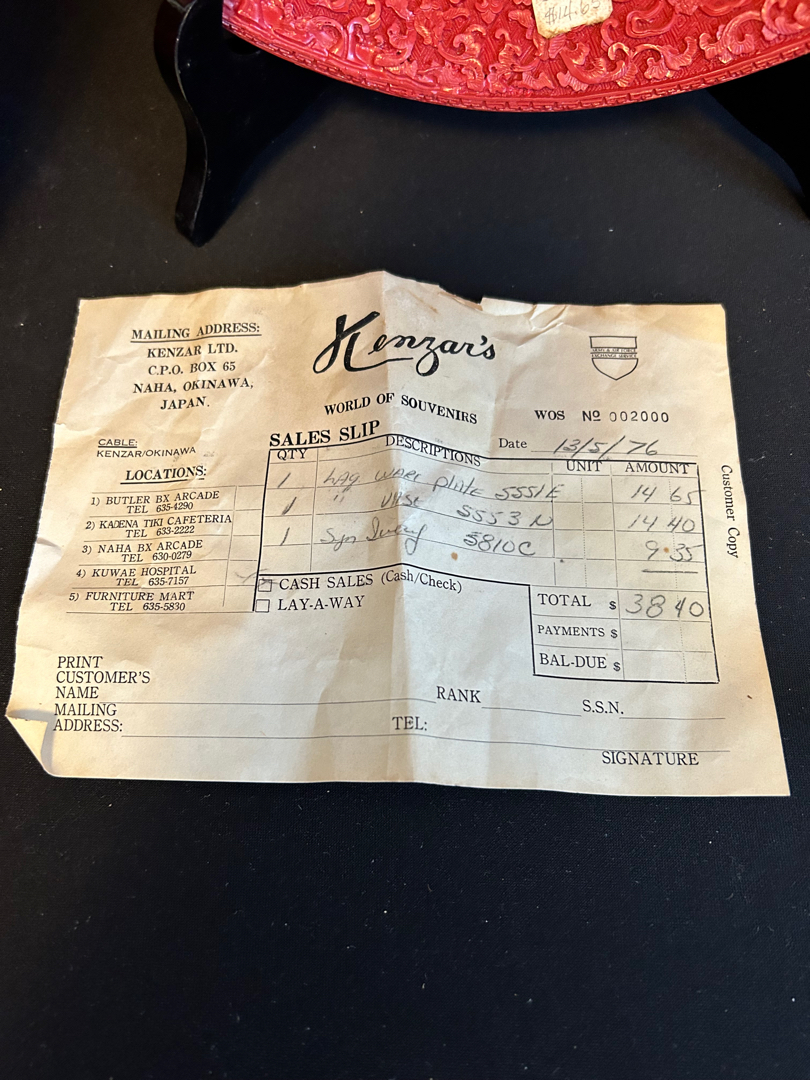 $14.65
MAILING ADDRESS:
KENZAR LTD.
C.P.O. BOX 65
NAHA, OKINAWA,
JAPAN.
Kenzar's
WORLD OF SOUVENIRS
EXCHANGE SERVICE
WOS Nº 002000
CABLE:
KENZAR/OKINAWA
SALES SLIP
Date 13/5/76
LOCATIONS:
1) BUTLER BX ARCADE
TEL 635-4290
2) KADENA TIKI CAFETERIA
TEL 633-2222
3) NAHA BX ARCADE
TEL 630-0279
4) KUWAE HOSPITAL
TEL 635-7157
5) FURNITURE MART
TEL 635-5830
QTY DESCRIPTIONS UNIT AMOUNT
1 plate 5551E 14 65
1 " 5553 N 14 40
1 5810C 9.35
CASH SALES (Cash/Check)
LAY-A-WAY
TOTAL $ 38 40
PAYMENTS $
BAL-DUE $
Customer Copy
PRINT
CUSTOMER'S
NAME RANK S.S.N.
MAILING
ADDRESS: TEL:
SIGNATURE